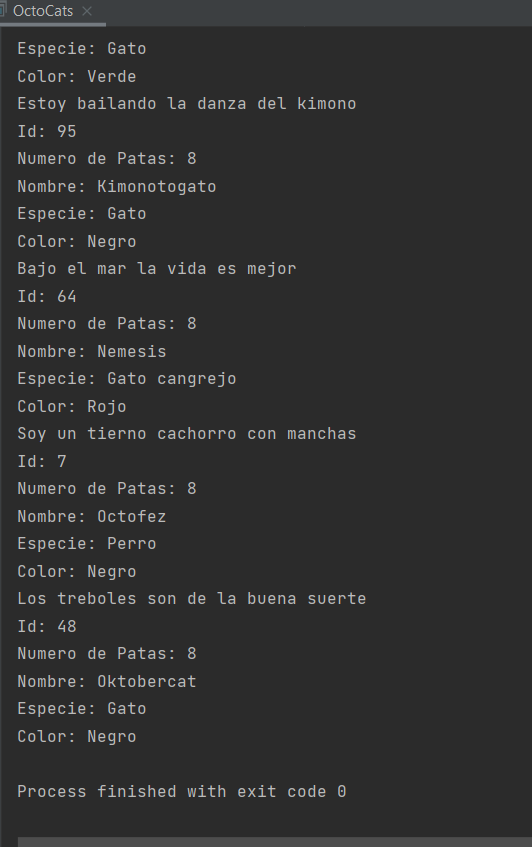 OctoCats
Especie: Gato
Color: Verde
Estoy bailando la danza del kimono
Id: 95
Numero de Patas: 8
Nombre: Kimonotogato
Especie: Gato
Color: Negro
Bajo el mar la vida es mejor
Id: 64
Numero de Patas: 8
Nombre: Nemesis
Especie: Gato cangrejo
Color: Rojo
Soy un tierno cachorro con manchas
Id: 7
Numero de Patas: 8
Nombre: Octofez
Especie: Perro
Color: Negro
Los treboles son de la buena suerte
Id: 48
Numero de Patas: 8
Nombre: Oktobercat
Especie: Gato
Color: Negro
Process finished with exit code 0